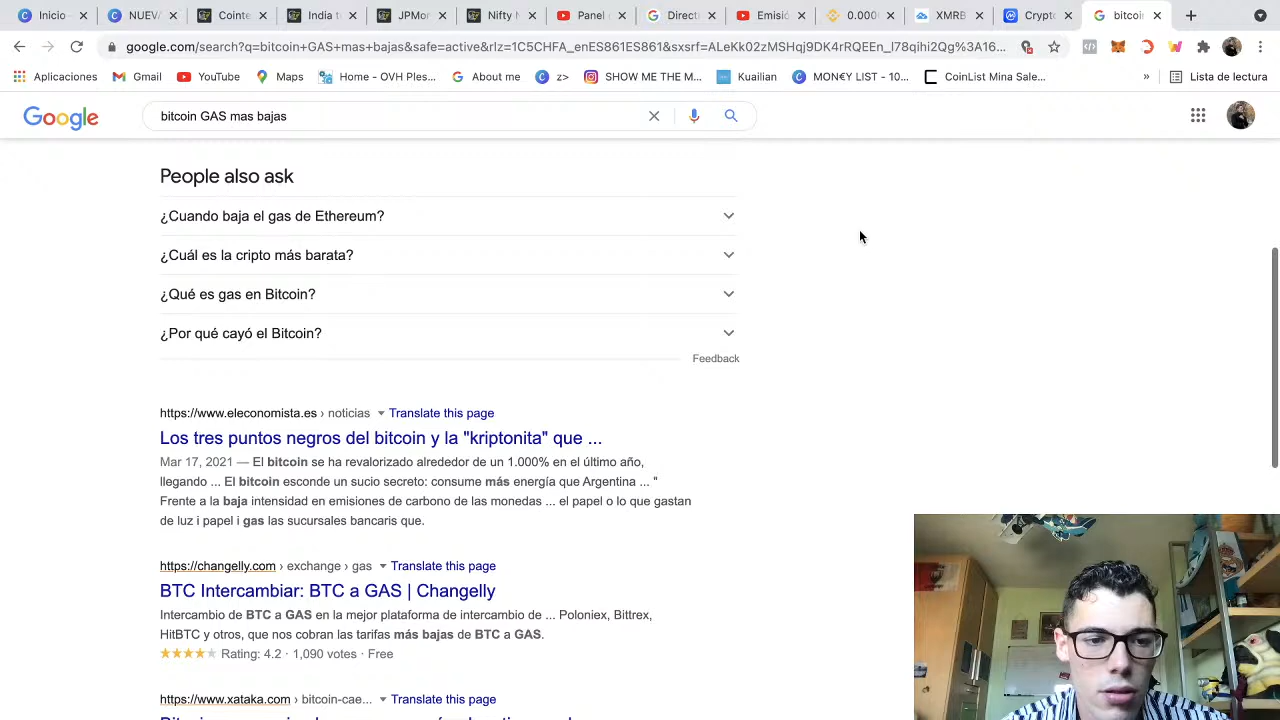 Inicio
NUEVA
Cointe
India t
JPMor
Nifty N
Panel d
Directi
Emisió
0.000
XMRB
Crypto
bitcoin
google.com/search?q=bitcoin+GAS+mas+bajas&safe=active&rlz=1C5CHFA_enES861ES861&sxsrf=ALeKk02zMSHqj9DK4rRQEEn_l78qihi2Qg%3A16...
Aplicaciones
Gmail
YouTube
Maps
Home - OVH Ples...
About me
z>
SHOW ME THE M...
Kuailian
MON€Y LIST - 10...
CoinList Mina Sale...
»
Lista de lectura
Google
bitcoin GAS mas bajas
People also ask
¿Cuando baja el gas de Ethereum?
¿Cuál es la cripto más barata?
¿Qué es gas en Bitcoin?
¿Por qué cayó el Bitcoin?
Feedback
https://www.eleconomista.es › noticias Translate this page
Los tres puntos negros del bitcoin y la "kriptonita" que ...
Mar 17, 2021 — El bitcoin se ha revalorizado alrededor de un 1.000% en el último año,
llegando ... El bitcoin esconde un sucio secreto: consume más energía que Argentina ... "
Frente a la baja intensidad en emisiones de carbono de las monedas ... el papel o lo que gastan
de luz i papel i gas las sucursales bancaris que.
https://changelly.com › exchange › gas Translate this page
BTC Intercambiar: BTC a GAS | Changelly
Intercambio de BTC a GAS en la mejor plataforma de intercambio de ... Poloniex, Bittrex,
HitBTC y otros, que nos cobran las tarifas más bajas de BTC a GAS.
Rating: 4.2 · 1,090 votes · Free
https://www.xataka.com › bitcoin-cae... Translate this page